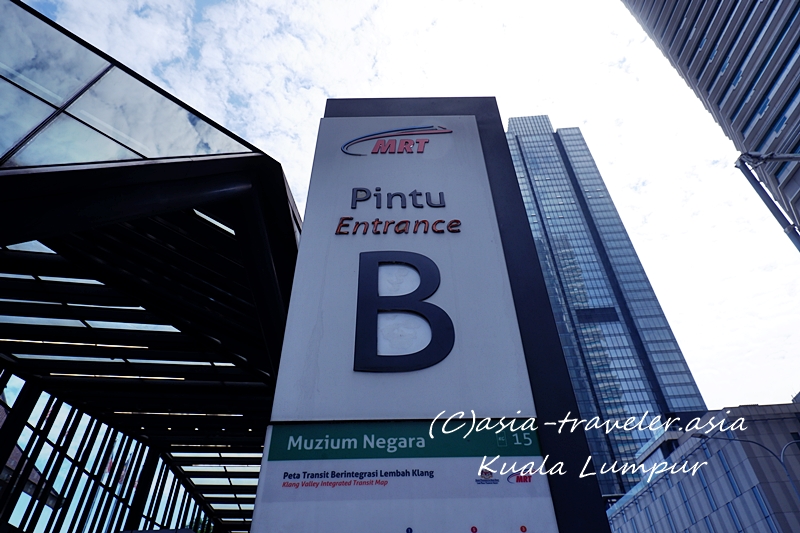 MRT
Pintu
Entrance
B
Muzium Negara 15
Peta Transit Berintegrasi Lembah Klang
Klang Valley Integrated Transit Map
MRT
(C)asia-traveler.asia
Kuala Lumpur